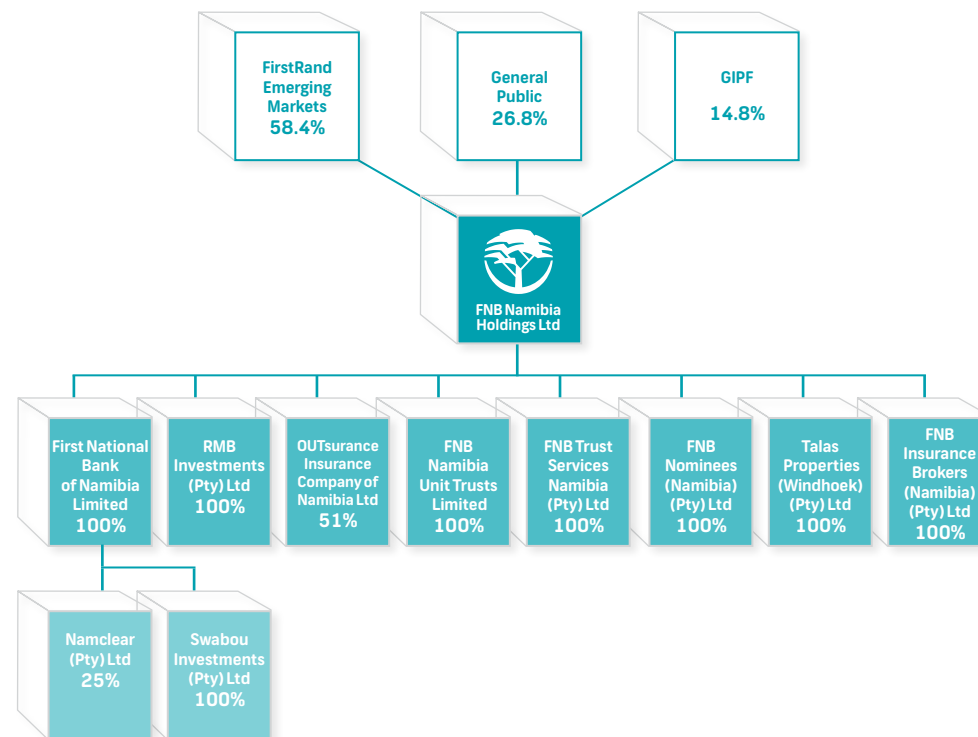 FirstRand
Emerging
Markets
58.4%
General
Public
26.8%
GIPF
14.8%
FNB Namibia
Holdings Ltd
First National
Bank
of Namibia
Limited
100%
RMB
Investments
(Pty) Ltd
100%
OUTsurance
Insurance
Company of
Namibia Ltd
51%
FNB
Namibia
Unit Trusts
Limited
100%
FNB Trust
Services
Namibia
(Pty) Ltd
100%
FNB
Nominees
(Namibia)
(Pty) Ltd
100%
Talas
Properties
(Windhoek)
(Pty) Ltd
100%
FNB
Insurance
Brokers
(Namibia)
(Pty) Ltd
100%
Namclear
(Pty) Ltd
25%
Swabou
Investments
(Pty) Ltd
100%